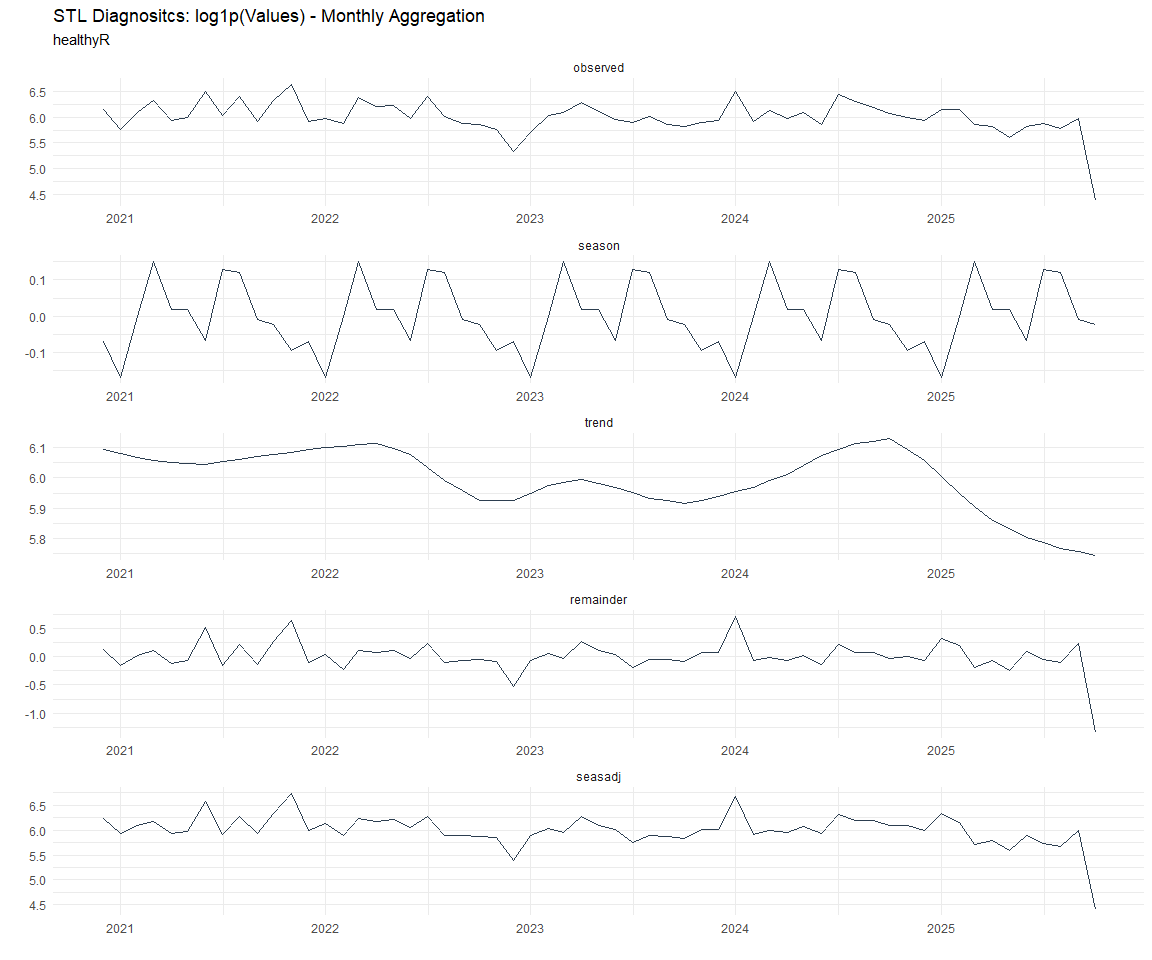 STL Diagnositcs: log1p(Values) - Monthly Aggregation
healthyR
observed
6.5
6.0
5.5
5.0
4.5
2021 2022 2023 2024 2025
season
0.1
0.0
-0.1
2021 2022 2023 2024 2025
trend
6.1
6.0
5.9
5.8
2021 2022 2023 2024 2025
remainder
0.5
0.0
-0.5
-1.0
2021 2022 2023 2024 2025
seasadj
6.5
6.0
5.5
5.0
4.5
2021 2022 2023 2024 2025